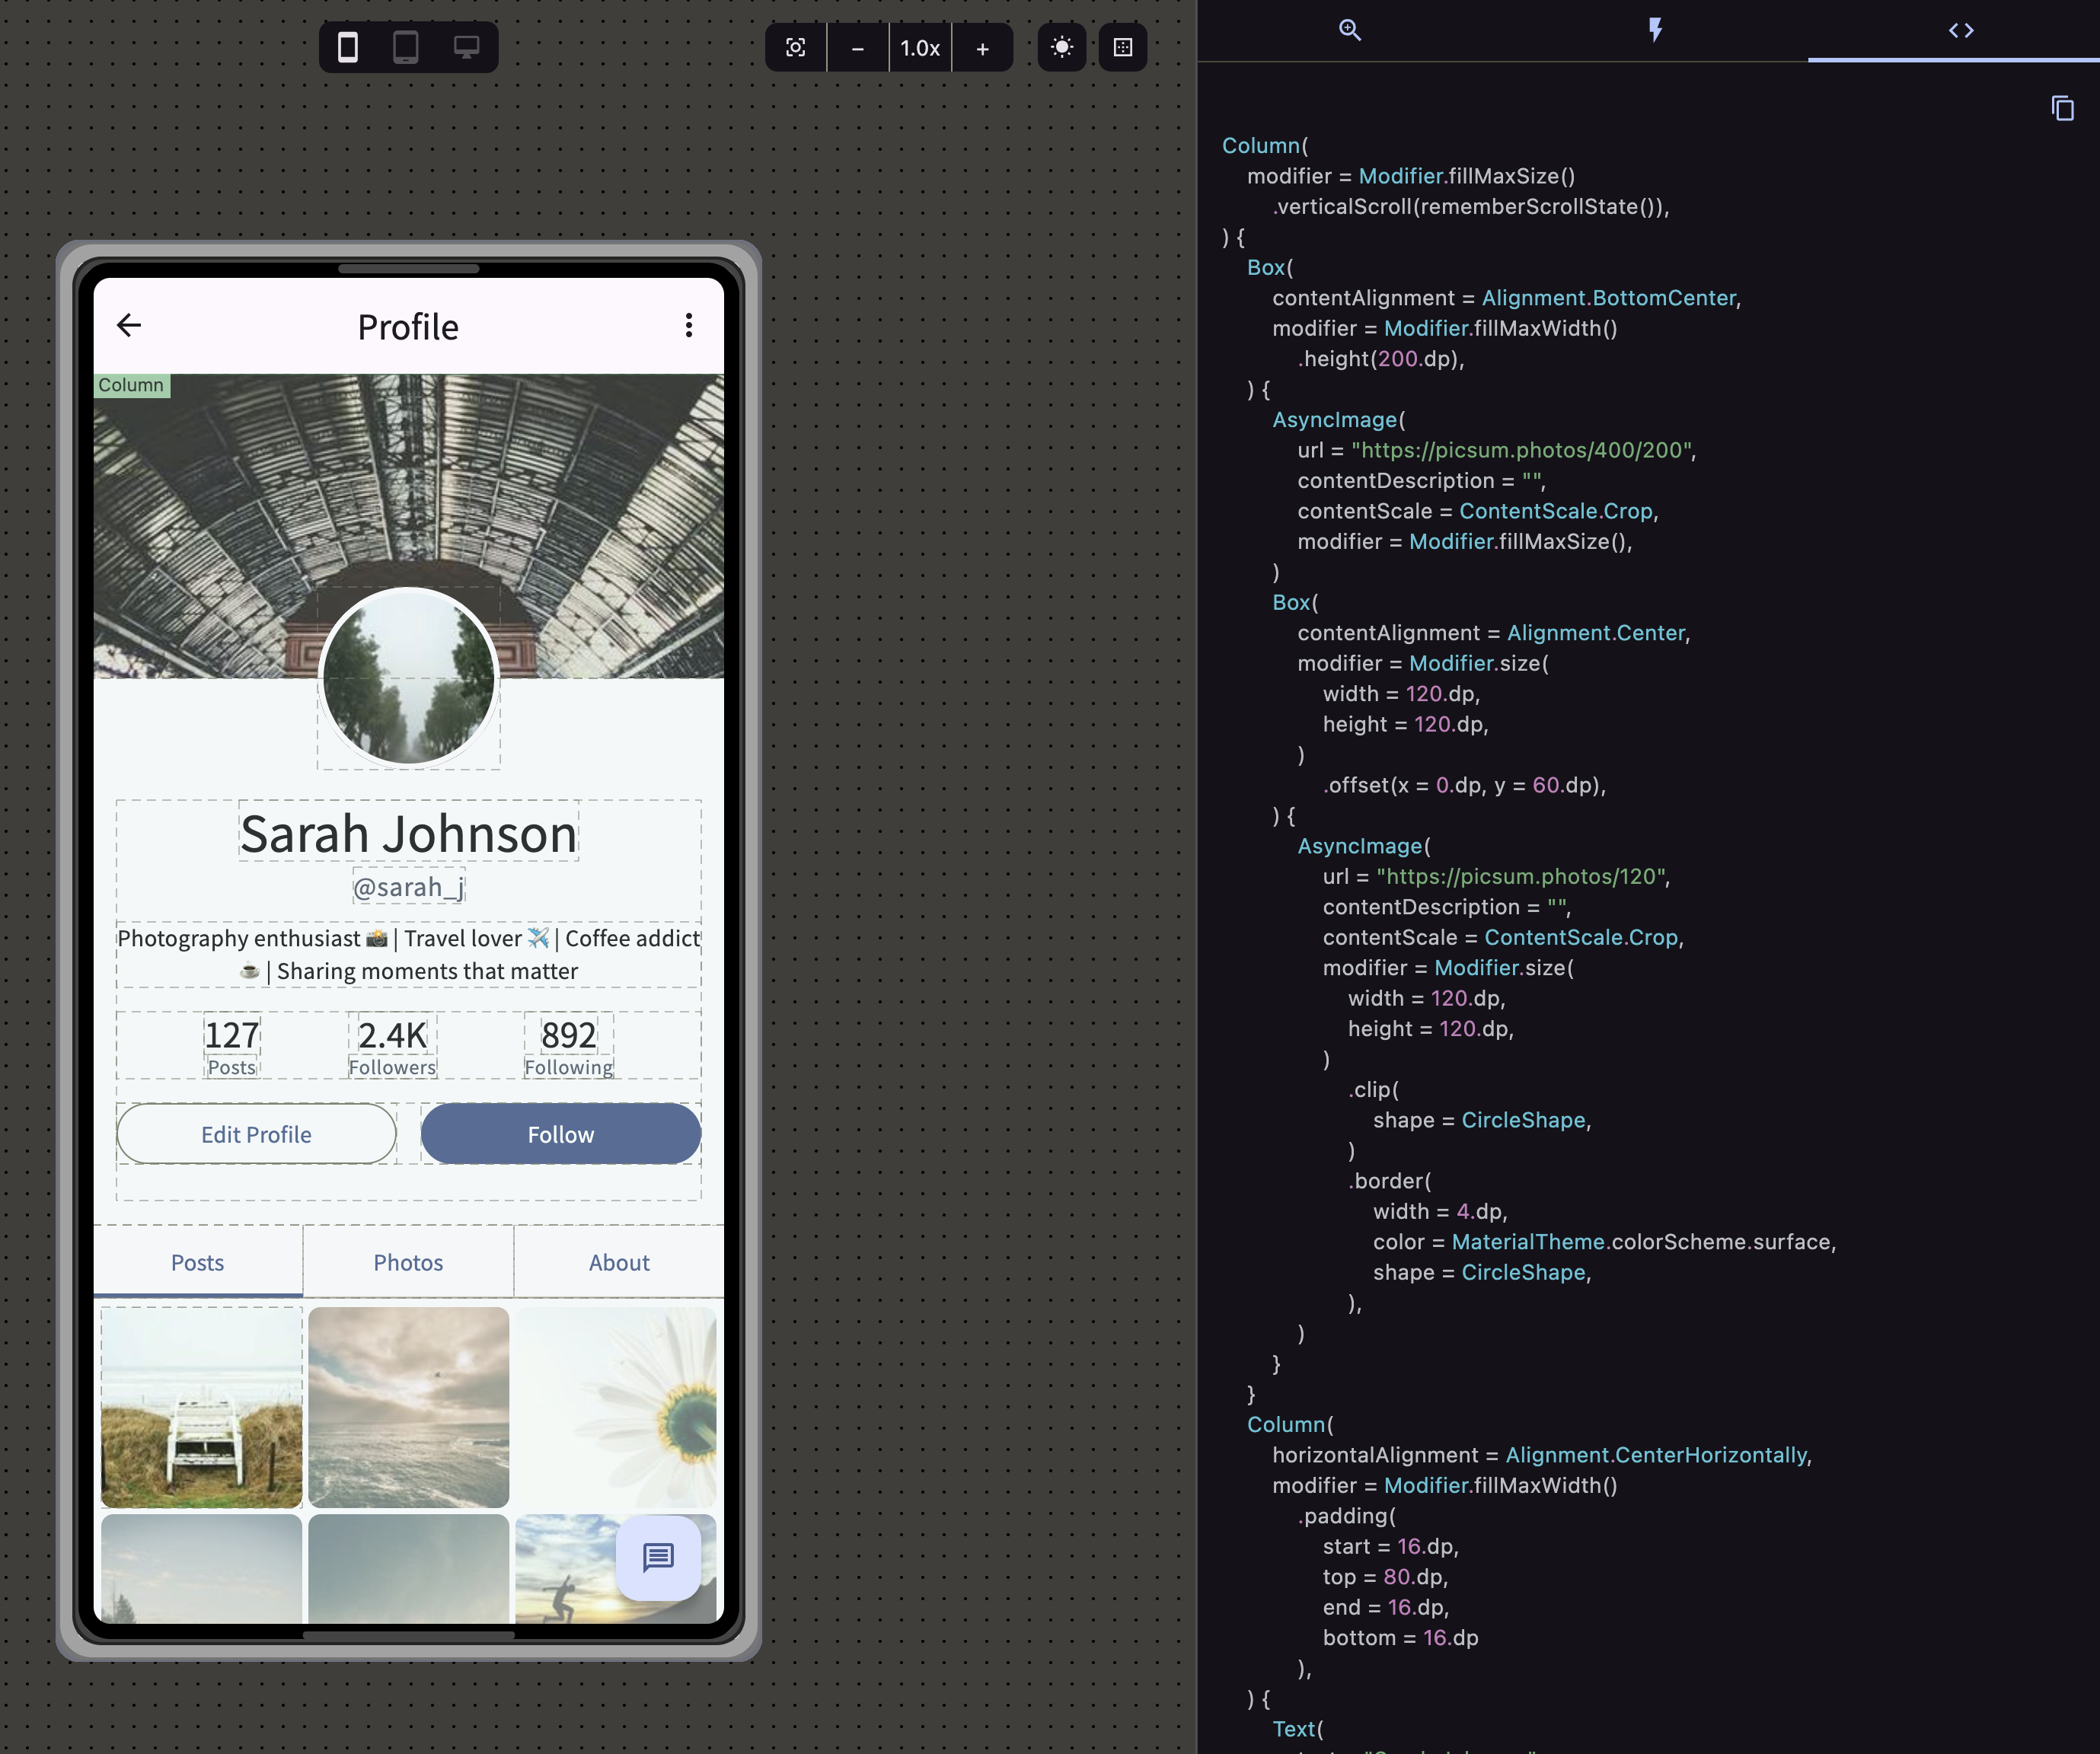 1.0x
Profile
Column
Sarah Johnson
@sarah_j
Photography enthusiast 📸 | Travel lover ✈️ | Coffee addict
☕ | Sharing moments that matter
127 2.4K 892
Posts Followers Following
Edit Profile Follow
Posts Photos About
Column(
modifier = Modifier.fillMaxSize()
.verticalScroll(rememberScrollState()),
) {
Box(
contentAlignment = Alignment.BottomCenter,
modifier = Modifier.fillMaxWidth()
.height(200.dp),
) {
AsyncImage(
url = "https://picsum.photos/400/200",
contentDescription = "",
contentScale = ContentScale.Crop,
modifier = Modifier.fillMaxSize(),
)
Box(
contentAlignment = Alignment.Center,
modifier = Modifier.size(
width = 120.dp,
height = 120.dp,
)
.offset(x = 0.dp, y = 60.dp),
) {
AsyncImage(
url = "https://picsum.photos/120",
contentDescription = "",
contentScale = ContentScale.Crop,
modifier = Modifier.size(
width = 120.dp,
height = 120.dp,
)
.clip(
shape = CircleShape,
)
.border(
width = 4.dp,
color = MaterialTheme.colorScheme.surface,
shape = CircleShape,
),
)
}
}
Column(
horizontalAlignment = Alignment.CenterHorizontally,
modifier = Modifier.fillMaxWidth()
.padding(
start = 16.dp,
top = 80.dp,
end = 16.dp,
bottom = 16.dp
),
) {
Text(